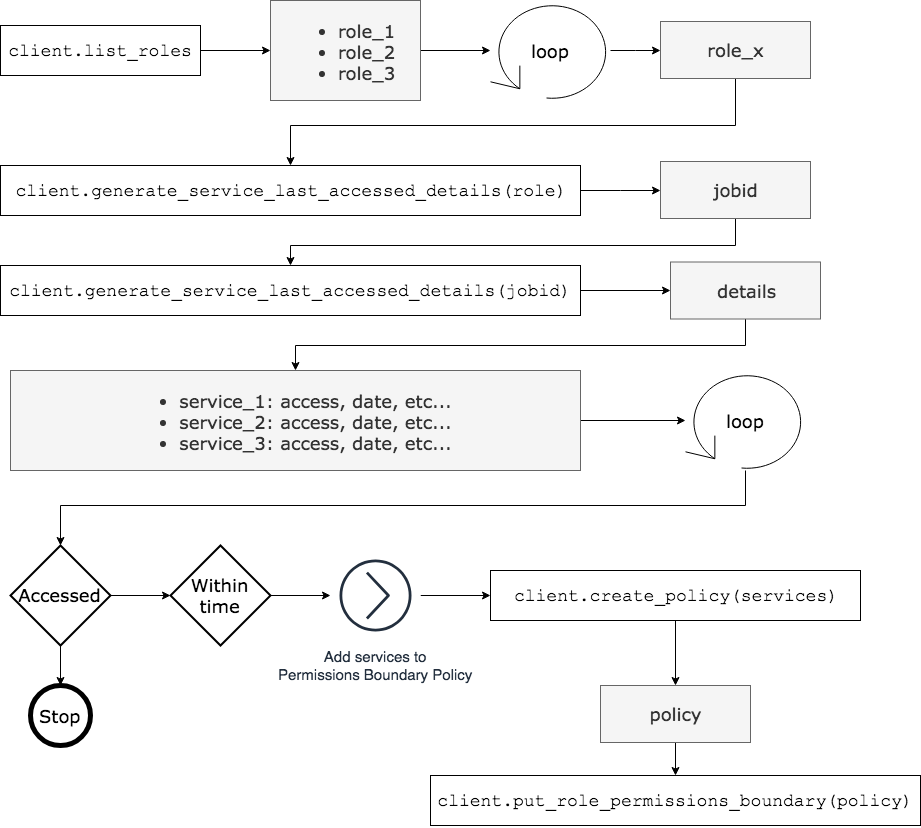 client.list_roles
• role_1
• role_2
• role_3
loop
role_x
client.generate_service_last_accessed_details(role)
jobid
client.generate_service_last_accessed_details(jobid)
details
• service_1: access, date, etc...
• service_2: access, date, etc...
• service_3: access, date, etc...
loop
Accessed
Within
time
Add services to
Permissions Boundary Policy
client.create_policy(services)
Stop
policy
client.put_role_permissions_boundary(policy)